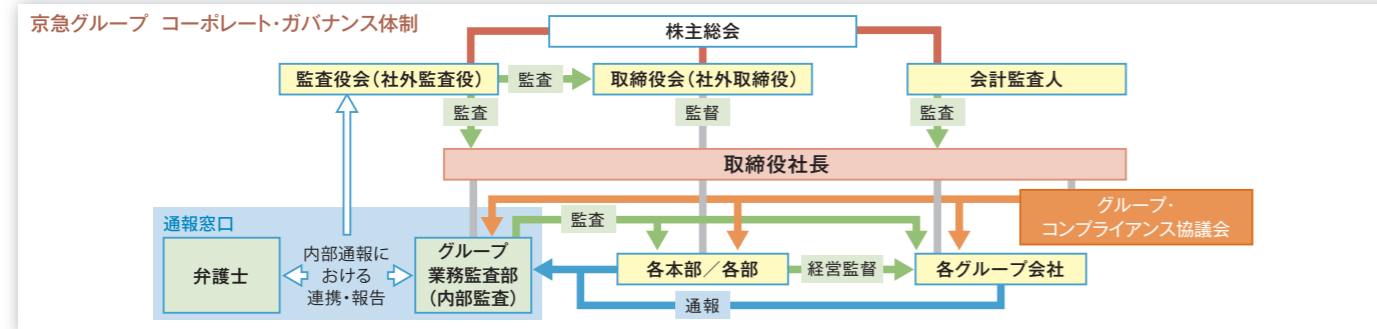 京急グループ コーポレート・ガバナンス体制
株主総会
監査役会（社外監査役）
監査
取締役会（社外取締役）
会計監査人
監査
監督
監査
取締役社長
グループ・
コンプライアンス協議会
通報窓口
監査
弁護士
内部通報に
おける
連携・報告
グループ
業務監査部
（内部監査）
各本部／各部
経営監督
各グループ会社
通報